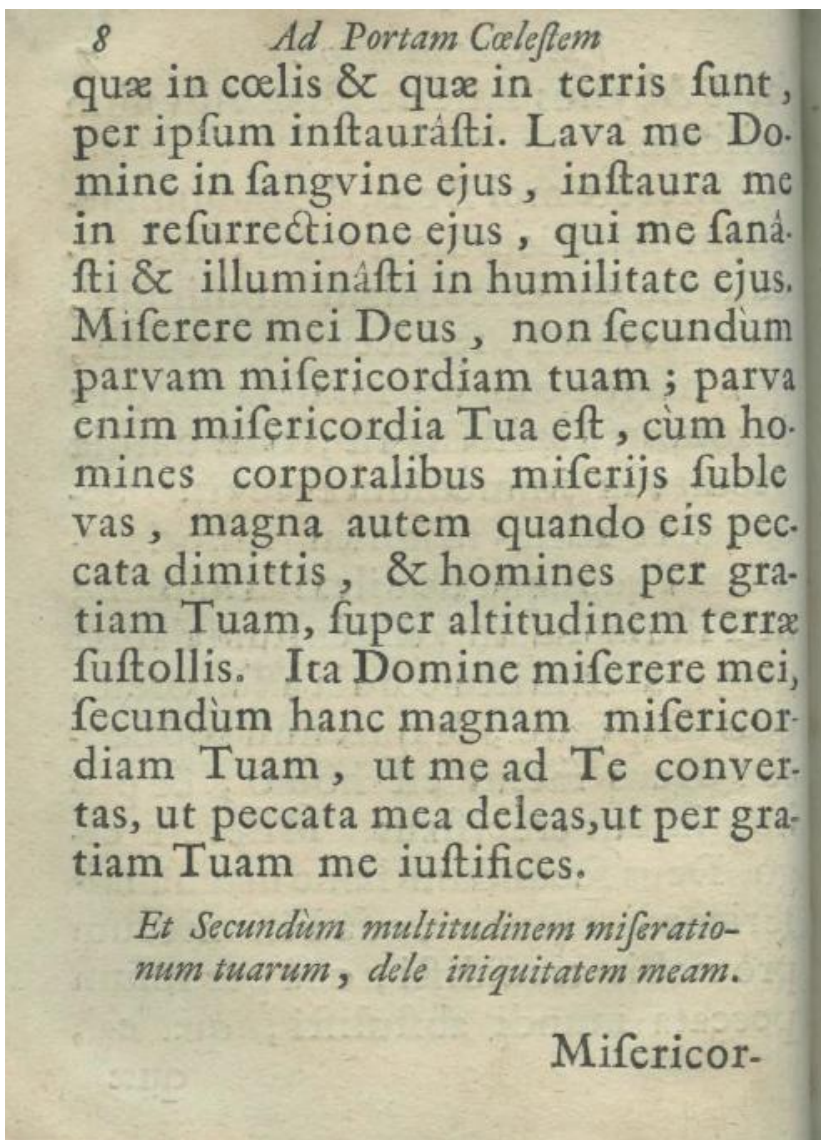 8 Ad Portam Cœleſtem
quæ in cœlis & quæ in terris ſunt,
per ipſum inſtaurâſti. Lava me Do-
mine in ſangvine ejus, inſtaura me
in reſurrectione ejus, qui me ſanâ-
ſti & illuminâſti in humilitate ejus.
Miſerere mei Deus, non ſecundùm
parvam miſericordiam tuam; parva
enim miſericordia Tua eſt, cùm ho-
mines corporalibus miſerijs ſuble
vas, magna autem quando eis pec-
cata dimittis, & homines per gra-
tiam Tuam, ſuper altitudinem terræ
ſuſtollis. Ita Domine miſerere mei,
ſecundùm hanc magnam miſericor-
diam Tuam, ut me ad Te conver-
tas, ut peccata mea deleas,ut per gra-
tiam Tuam me iuſtifices.
Et Secundùm multitudinem miſeratio-
num tuarum, dele iniquitatem meam.
Miſericor-